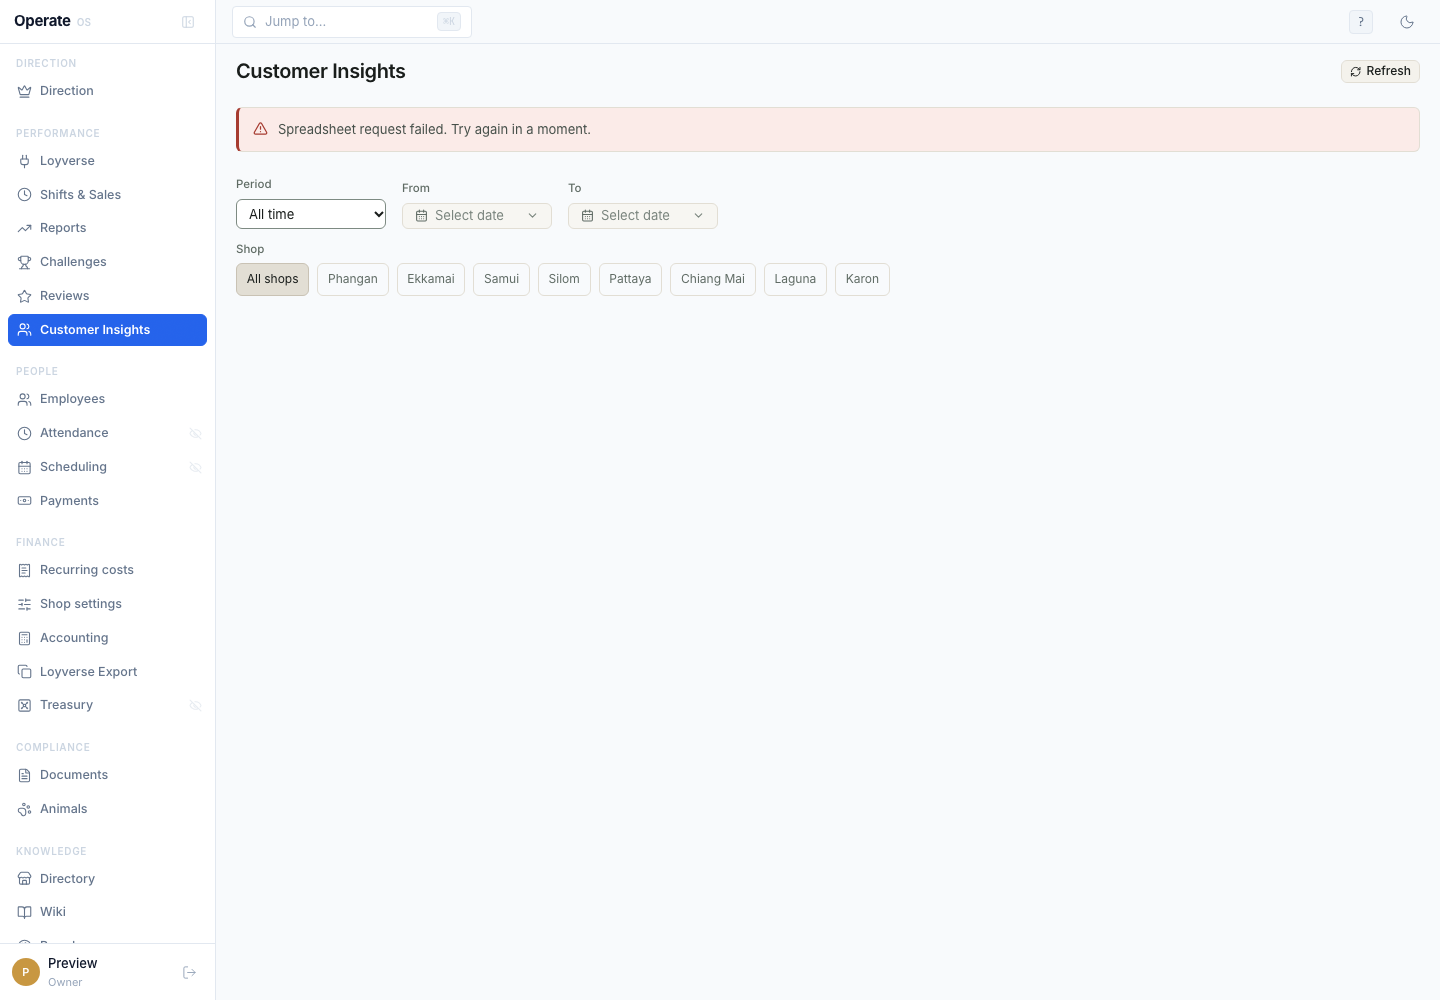 Operate OS
Jump to...
⌘K
?
DIRECTION
Direction
PERFORMANCE
Loyverse
Shifts & Sales
Reports
Challenges
Reviews
Customer Insights
PEOPLE
Employees
Attendance
Scheduling
Payments
FINANCE
Recurring costs
Shop settings
Accounting
Loyverse Export
Treasury
COMPLIANCE
Documents
Animals
KNOWLEDGE
Directory
Wiki
P
Preview
Owner
Customer Insights
Refresh
Spreadsheet request failed. Try again in a moment.
Period From To
All time Select date Select date
Shop
All shops Phangan Ekkamai Samui Silom Pattaya Chiang Mai Laguna Karon